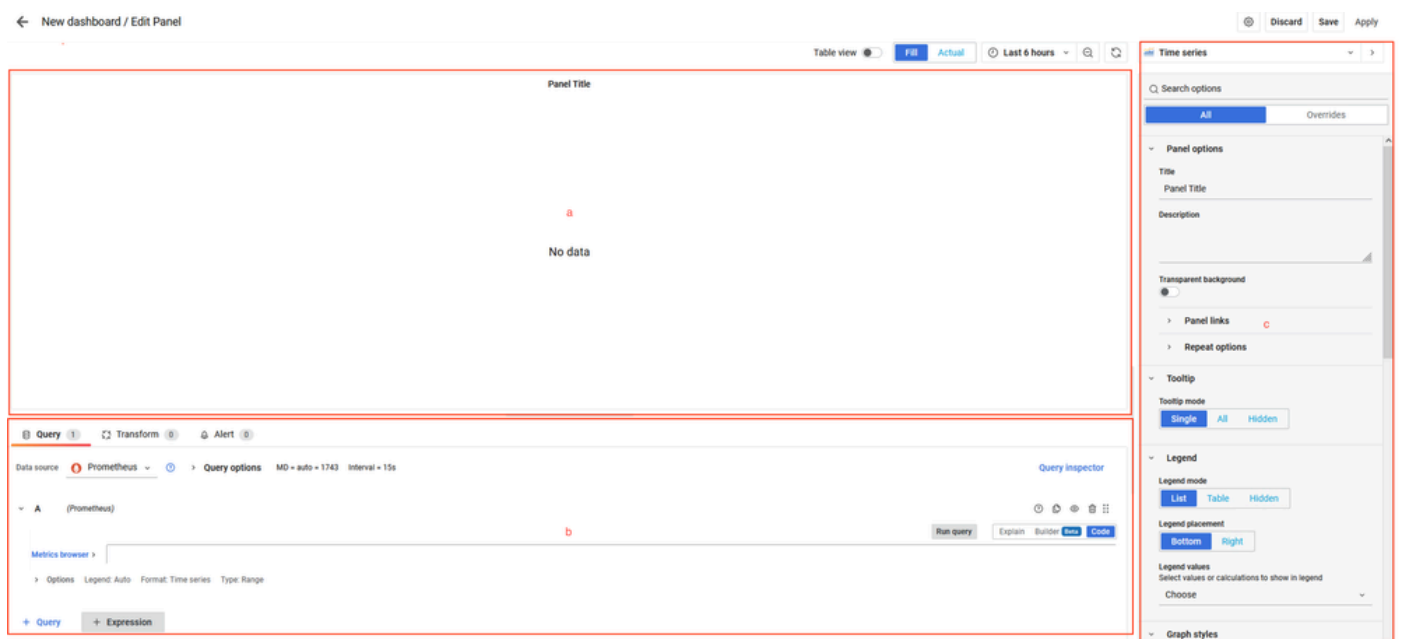 New dashboard / Edit Panel
Discard Save Apply
Table view Fill Actual Last 6 hours
Time series
Panel Title
Search options
All Overrides
Panel options
Title
Panel Title
a
Description
No data
Transparent background
Panel links
c
Repeat options
Tooltip
Tooltip mode
Single All Hidden
Query 1 Transform 0 Alert 0
Data source Prometheus Query options MD = auto = 1743 Interval = 15s Query inspector
Legend
Legend mode
List Table Hidden
A (Prometheus)
Legend placement
b
Run query Explain Builder Beta Code
Bottom Right
Metrics browser >
Legend values
Options Legend: Auto Format: Time series Type: Range
Select values or calculations to show in legend
Choose
+ Query + Expression
Graph styles